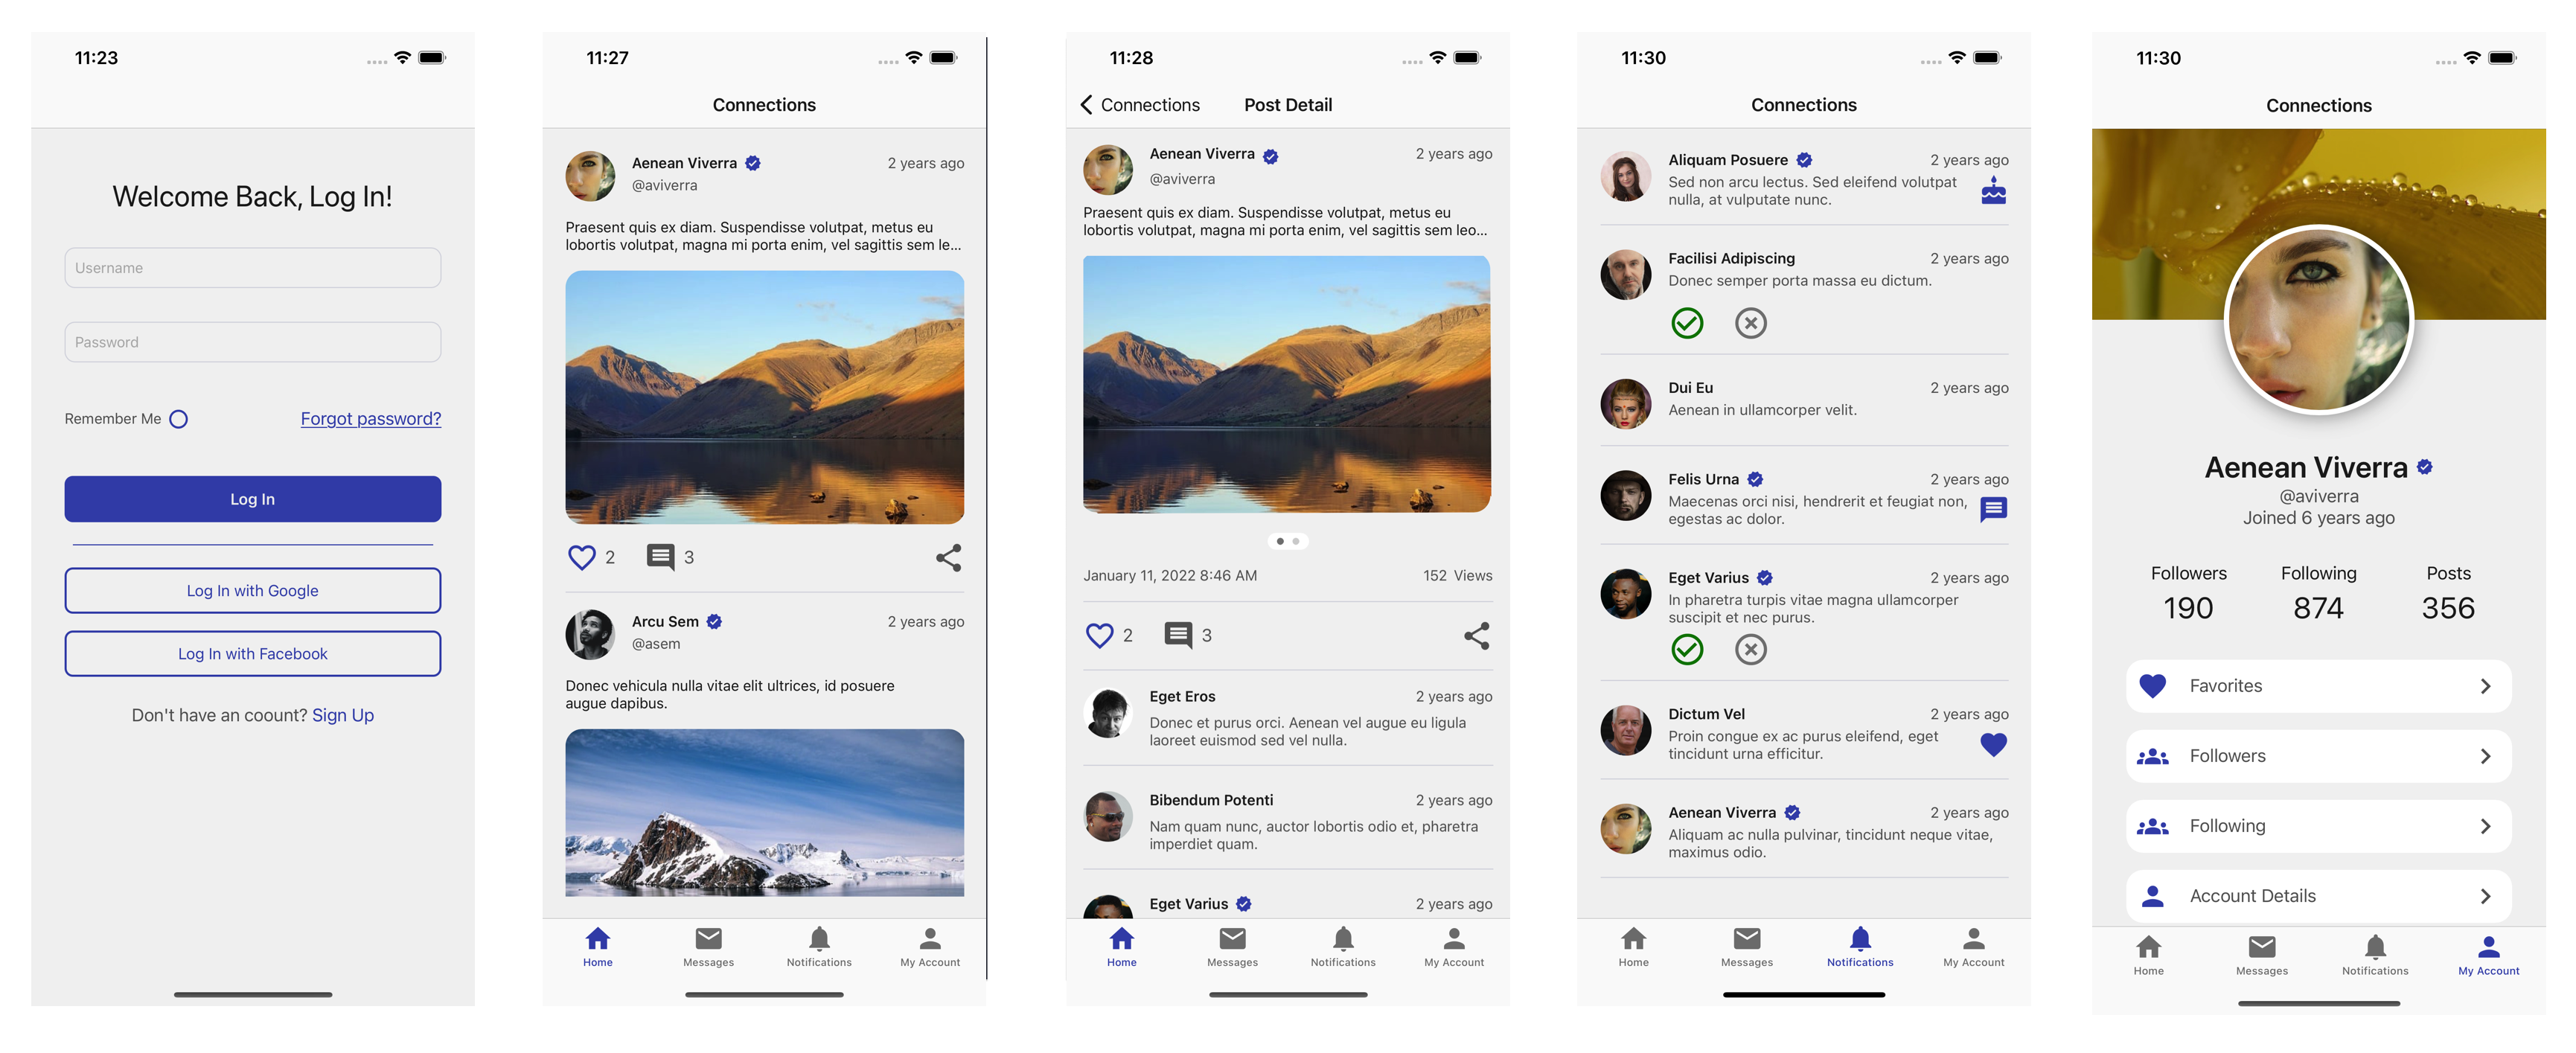 11:23
Welcome Back, Log In!
Username
Password
Remember Me
Forgot password?
Log In
Log In with Google
Log In with Facebook
Don't have an coount? Sign Up
11:27
Connections
Aenean Viverra
2 years ago
@aviverra
Praesent quis ex diam. Suspendisse volutpat, metus eu
lobortis volutpat, magna mi porta enim, vel sagittis sem le...
2
3
Arcu Sem
2 years ago
@asem
Donec vehicula nulla vitae elit ultrices, id posuere
augue dapibus.
Home
Messages
Notifications
My Account
11:28
Connections
Post Detail
Aenean Viverra
2 years ago
@aviverra
Praesent quis ex diam. Suspendisse volutpat, metus eu
lobortis volutpat, magna mi porta enim, vel sagittis sem leo...
January 11, 2022 8:46 AM
152 Views
2
3
Eget Eros
2 years ago
Donec et purus orci. Aenean vel augue eu ligula
laoreet euismod sed vel nulla.
Bibendum Potenti
2 years ago
Nam quam nunc, auctor lobortis odio et, pharetra
imperdiet quam.
Eget Varius
2 years ago
Home
Messages
Notifications
My Account
11:30
Connections
Aliquam Posuere
2 years ago
Sed non arcu lectus. Sed eleifend volutpat
nulla, at vulputate nunc.
Facilisi Adipiscing
2 years ago
Donec semper porta massa eu dictum.
Dui Eu
2 years ago
Aenean in ullamcorper velit.
Felis Urna
2 years ago
Maecenas orci nisi, hendrerit et feugiat non,
egestas ac dolor.
Eget Varius
2 years ago
In pharetra turpis vitae magna ullamcorper
suscipit et nec purus.
Dictum Vel
2 years ago
Proin congue ex ac purus eleifend, eget
tincidunt urna efficitur.
Aenean Viverra
2 years ago
Aliquam ac nulla pulvinar, tincidunt neque vitae,
maximus odio.
Home
Messages
Notifications
My Account
11:30
Connections
Aenean Viverra
@aviverra
Joined 6 years ago
Followers
Following
Posts
190
874
356
Favorites
Followers
Following
Account Details
Home
Messages
Notifications
My Account